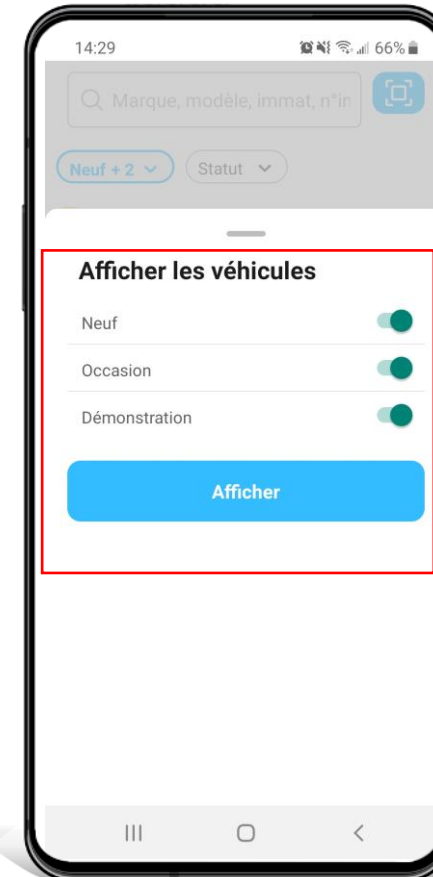 14:29 66%
Marque, modèle, immat, n°in
Neuf + 2 Statut
Afficher les véhicules
Neuf
Occasion
Démonstration
Afficher